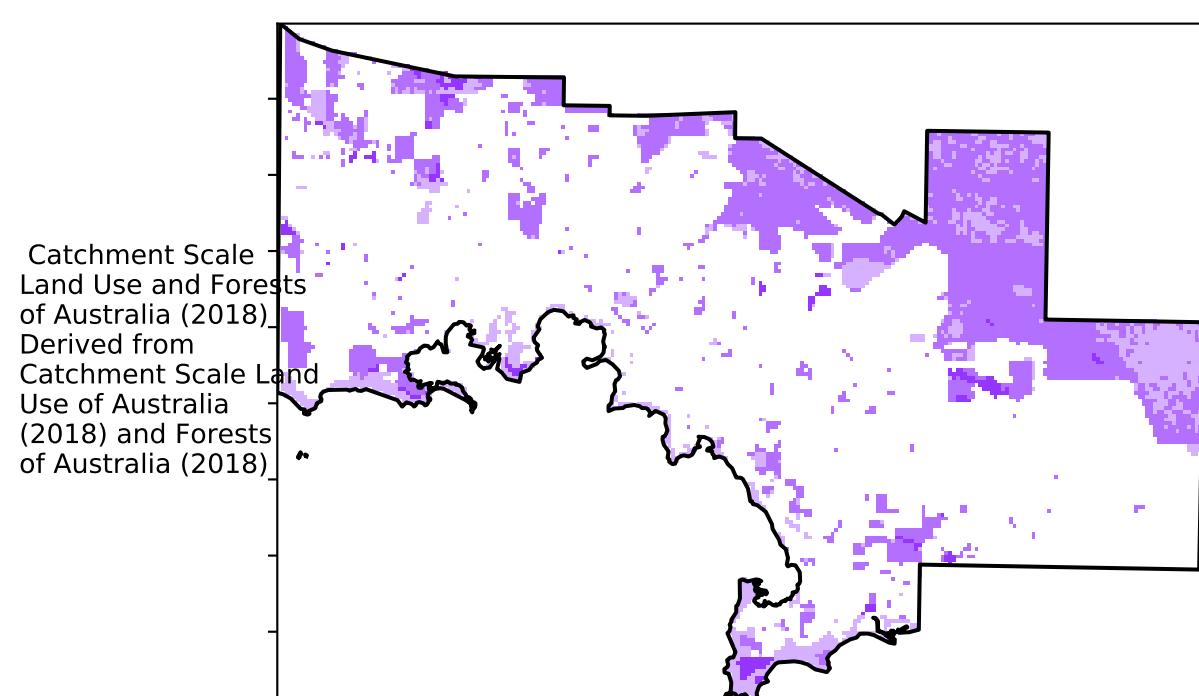 Catchment Scale
Land Use and Forests
of Australia (2018)
Derived from
Catchment Scale Land
Use of Australia
(2018) and Forests
of Australia (2018)